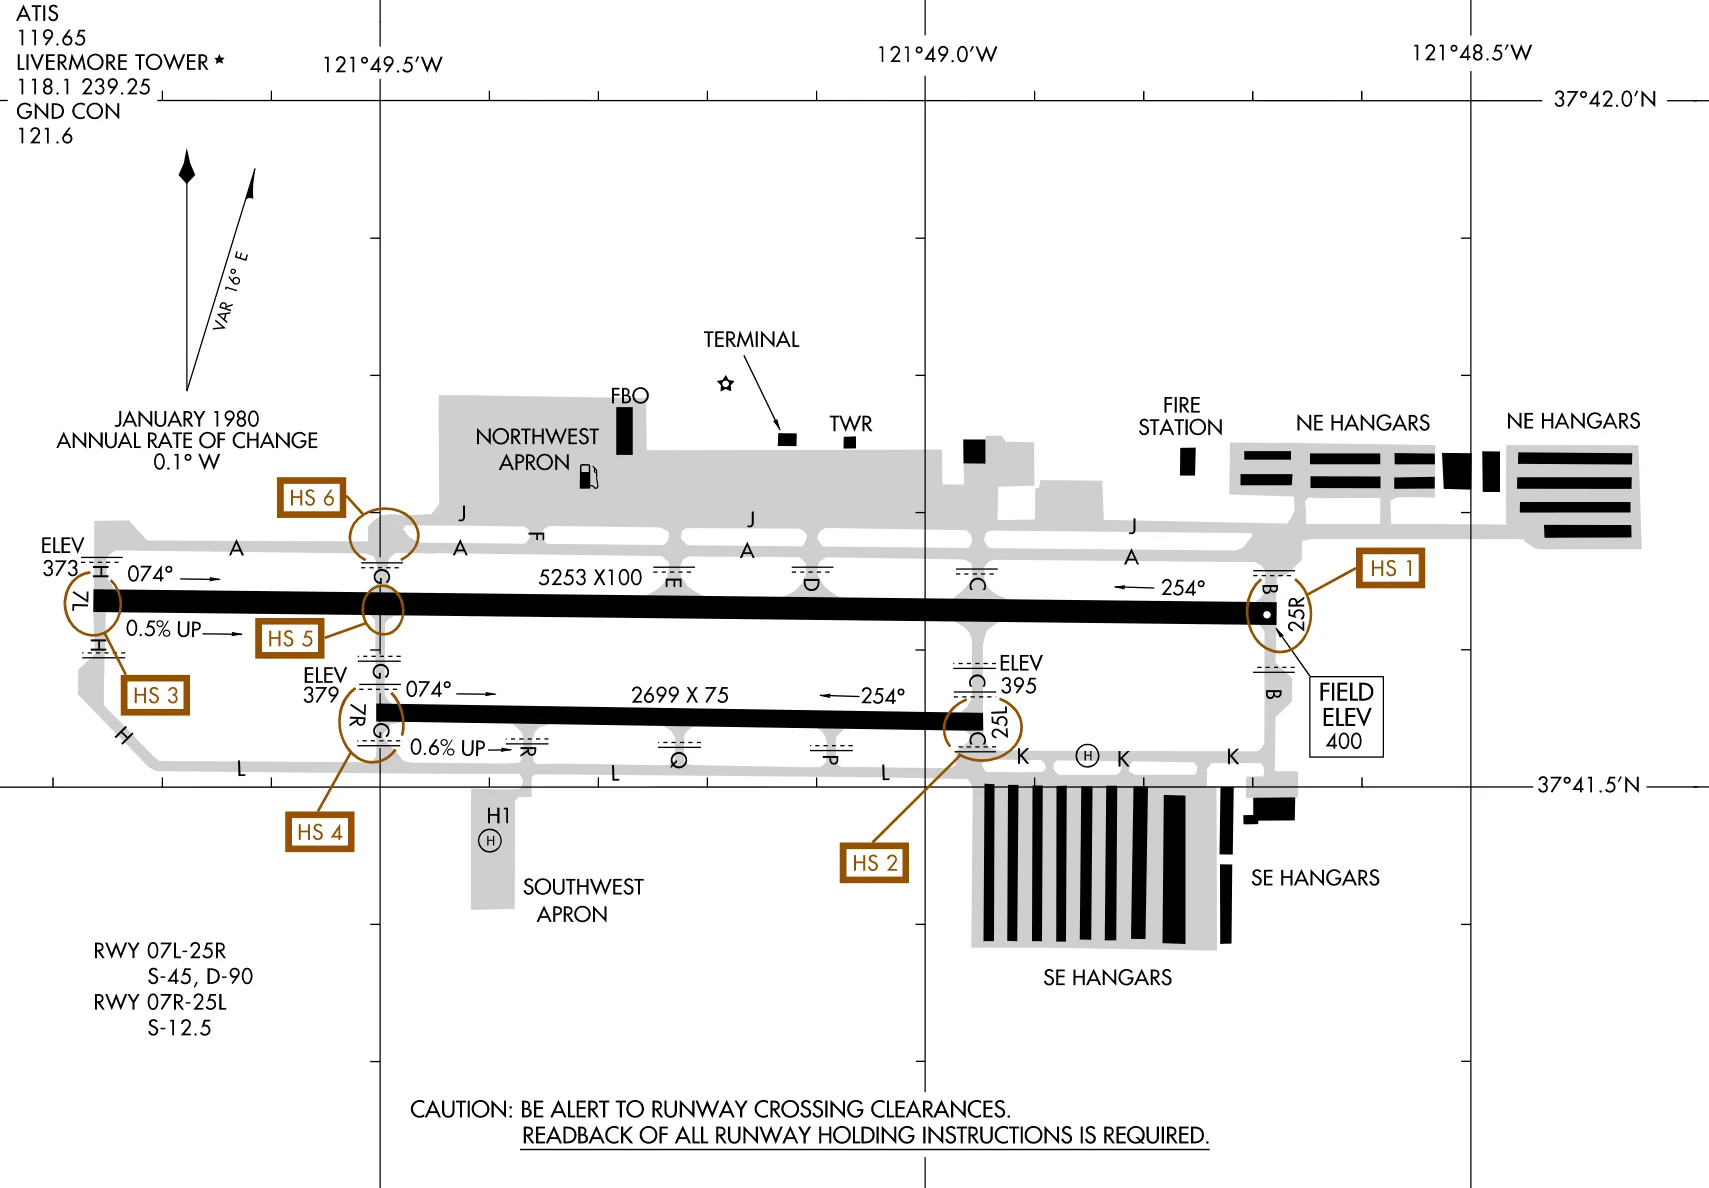 ATIS
119.65
LIVERMORE TOWER ★
118.1 239.25
GND CON
121.6
121°49.5'W
121°49.0'W
121°48.5'W
37°42.0'N
VAR 16° E
JANUARY 1980
ANNUAL RATE OF CHANGE
0.1° W
TERMINAL
FBO
TWR
NORTHWEST
APRON
FIRE
STATION
NE HANGARS
NE HANGARS
HS 6
J
J
J
F
A
A
A
A
ELEV
373
H
G
E
D
C
B
HS 1
074°
5253 X100
254°
7L
25R
0.5% UP
HS 5
H
HS 3
G
C
B
ELEV
379
074°
2699 X 75
254°
ELEV
395
FIELD
ELEV
400
7R
25L
G
0.6% UP
R
Q
P
C
H
L
L
L
K
H
K
K
37°41.5'N
HS 4
H1
H
HS 2
SOUTHWEST
APRON
SE HANGARS
SE HANGARS
RWY 07L-25R
S-45, D-90
RWY 07R-25L
S-12.5
CAUTION: BE ALERT TO RUNWAY CROSSING CLEARANCES.
READBACK OF ALL RUNWAY HOLDING INSTRUCTIONS IS REQUIRED.